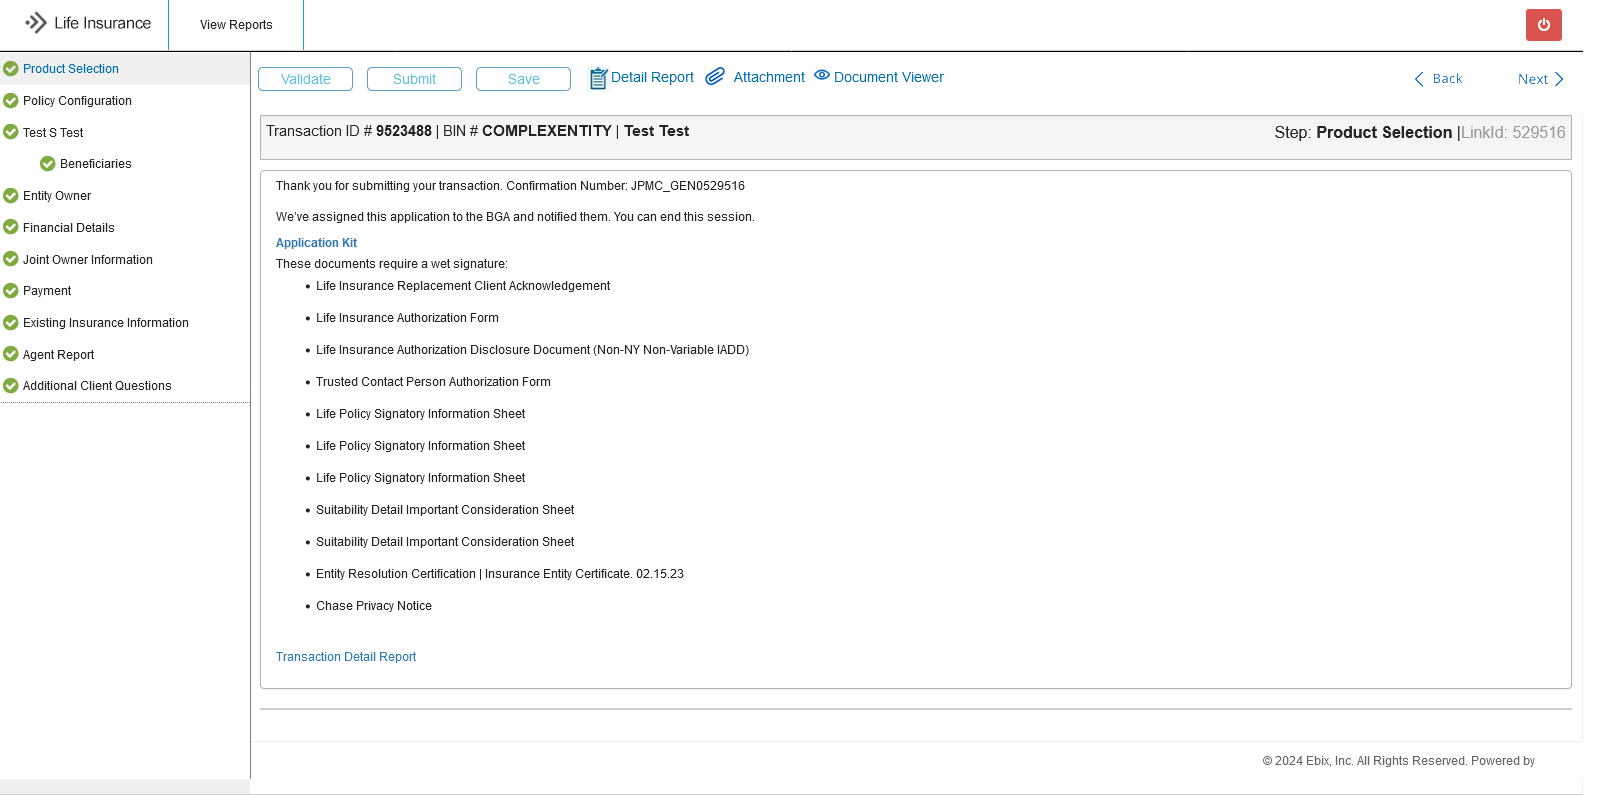 Life Insurance
View Reports
Product Selection
Policy Configuration
Test S Test
Beneficiaries
Entity Owner
Financial Details
Joint Owner Information
Payment
Existing Insurance Information
Agent Report
Additional Client Questions
Validate
Submit
Save
Detail Report
Attachment
Document Viewer
Back
Next
Transaction ID # 9523488 | BIN # COMPLEXENTITY | Test Test
Step: Product Selection |LinkId: 529516
Thank you for submitting your transaction. Confirmation Number: JPMC_GEN0529516
We've assigned this application to the BGA and notified them. You can end this session.
Application Kit
These documents require a wet signature:
• Life Insurance Replacement Client Acknowledgement
• Life Insurance Authorization Form
• Life Insurance Authorization Disclosure Document (Non-NY Non-Variable IADD)
• Trusted Contact Person Authorization Form
• Life Policy Signatory Information Sheet
• Life Policy Signatory Information Sheet
• Life Policy Signatory Information Sheet
• Suitability Detail Important Consideration Sheet
• Suitability Detail Important Consideration Sheet
• Entity Resolution Certification | Insurance Entity Certificate. 02.15.23
• Chase Privacy Notice
Transaction Detail Report
© 2024 Ebix, Inc. All Rights Reserved. Powered by